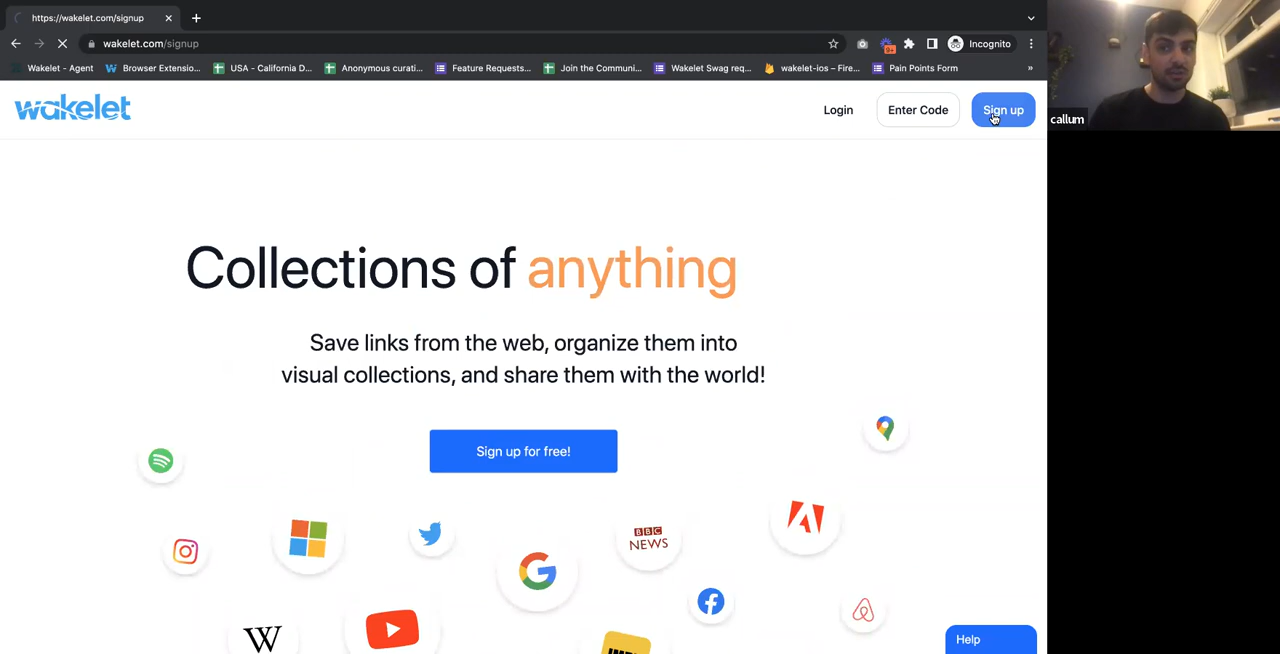 https://wakelet.com/signup
wakelet.com/signup
9+
Incognito
Wakelet - Agent
Browser Extensio...
USA - California D...
Anonymous curati...
Feature Requests...
Join the Communi...
Wakelet Swag req...
wakelet-ios – Fire...
Pain Points Form
»
wakelet
Login
Enter Code
Sign up
callum
Collections of anything
Save links from the web, organize them into
visual collections, and share them with the world!
Sign up for free!
BBC
NEWS
W
Help